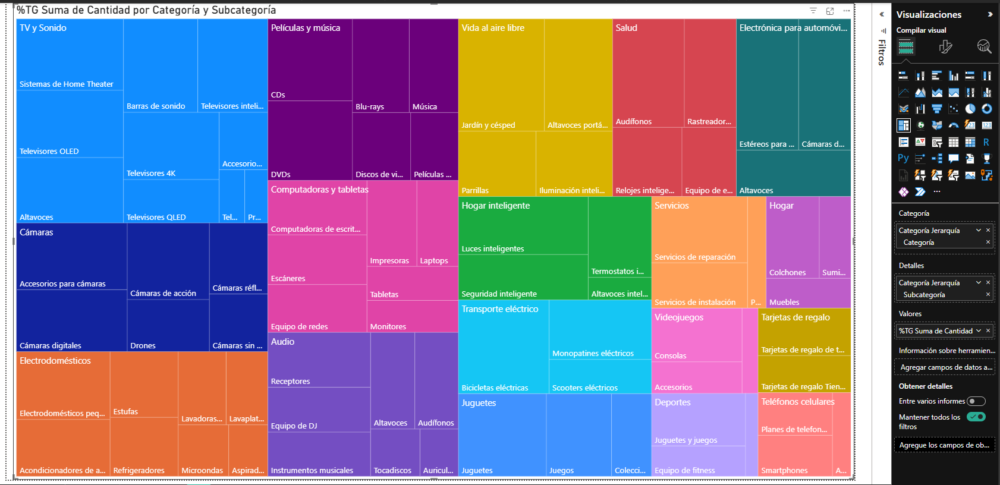 %TG Suma de Cantidad por Categoría y Subcategoría
TV y Sonido
Sistemas de Home Theater
Televisores OLED
Altavoces
Barras de sonido
Televisores inteli...
Televisores 4K
Accesorio...
Televisores QLED
Tel...
Pr...
Cámaras
Accesorios para cámaras
Cámaras digitales
Cámaras de acción
Drones
Cámaras réfl...
Cámaras sin ...
Electrodomésticos
Electrodomésticos peq...
Acondicionadores de a...
Estufas
Refrigeradores
Lavadoras...
Lavaplat...
Microondas
Aspirad...
Películas y música
CDs
DVDs
Blu-rays
Música
Discos de vi...
Películas ...
Computadoras y tabletas
Computadoras de escrit...
Escáneres
Equipo de redes
Impresoras
Laptops
Tabletas
Monitores
Audio
Receptores
Equipo de DJ
Instrumentos musicales
Altavoces
Audífonos
Tocadiscos
Auricul...
Vida al aire libre
Jardín y césped
Altavoces portá...
Parrillas
Iluminación inteli...
Salud
Audífonos
Rastreador...
Relojes intelige...
Equipo de e...
Electrónica para automóvi...
Estéreos para ...
Cámaras d...
Altavoces
Hogar inteligente
Luces inteligentes
Seguridad inteligente
Termostatos i...
Altavoces intel...
Servicios
Servicios de reparación
Servicios de instalación
P...
Hogar
Colchones
Sumi...
Muebles
Transporte eléctrico
Bicicletas eléctricas
Monopatines eléctricos
Scooters eléctricos
Videojuegos
Consolas
Accesorios
Tarjetas de regalo
Tarjetas de regalo de t...
Tarjetas de regalo Tien...
Juguetes
Juguetes
Juegos
Colecci...
Deportes
Juguetes y juegos
Equipo de fitness
Teléfonos celulares
Planes de telefon...
Smartphones
A...
Filtros
Visualizaciones
Compilar visual
123
123
R
Py
Categoría
Categoría Jerarquía
Categoría
Detalles
Categoría Jerarquía
Subcategoría
Valores
%TG Suma de Cantidad
Información sobre herramien...
Agregar campos de datos a...
Obtener detalles
Entre varios informes
Mantener todos los
filtros
Agregue los campos de ob...